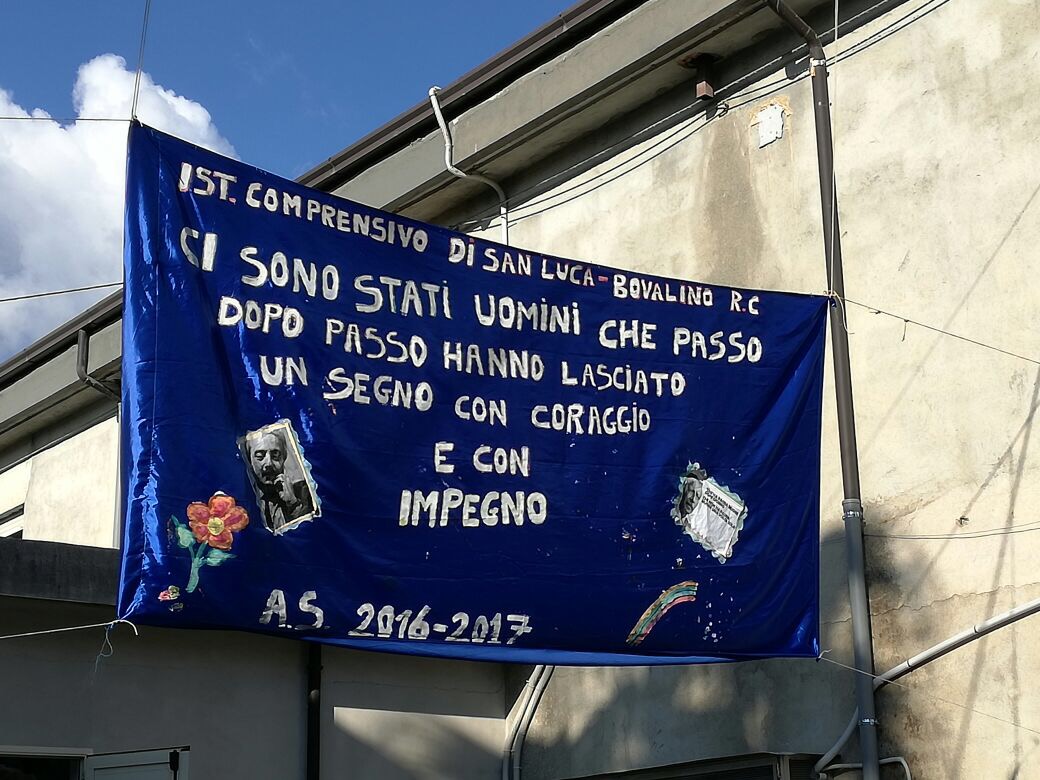 IST. COMPRENSIVO DI SAN LUCA-BOVALINO R.C
CI SONO STATI UOMINI CHE PASSO
DOPO PASSO HANNO LASCIATO
UN SEGNO CON CORAGGIO
E CON
IMPEGNO
A.S. 2016-2017